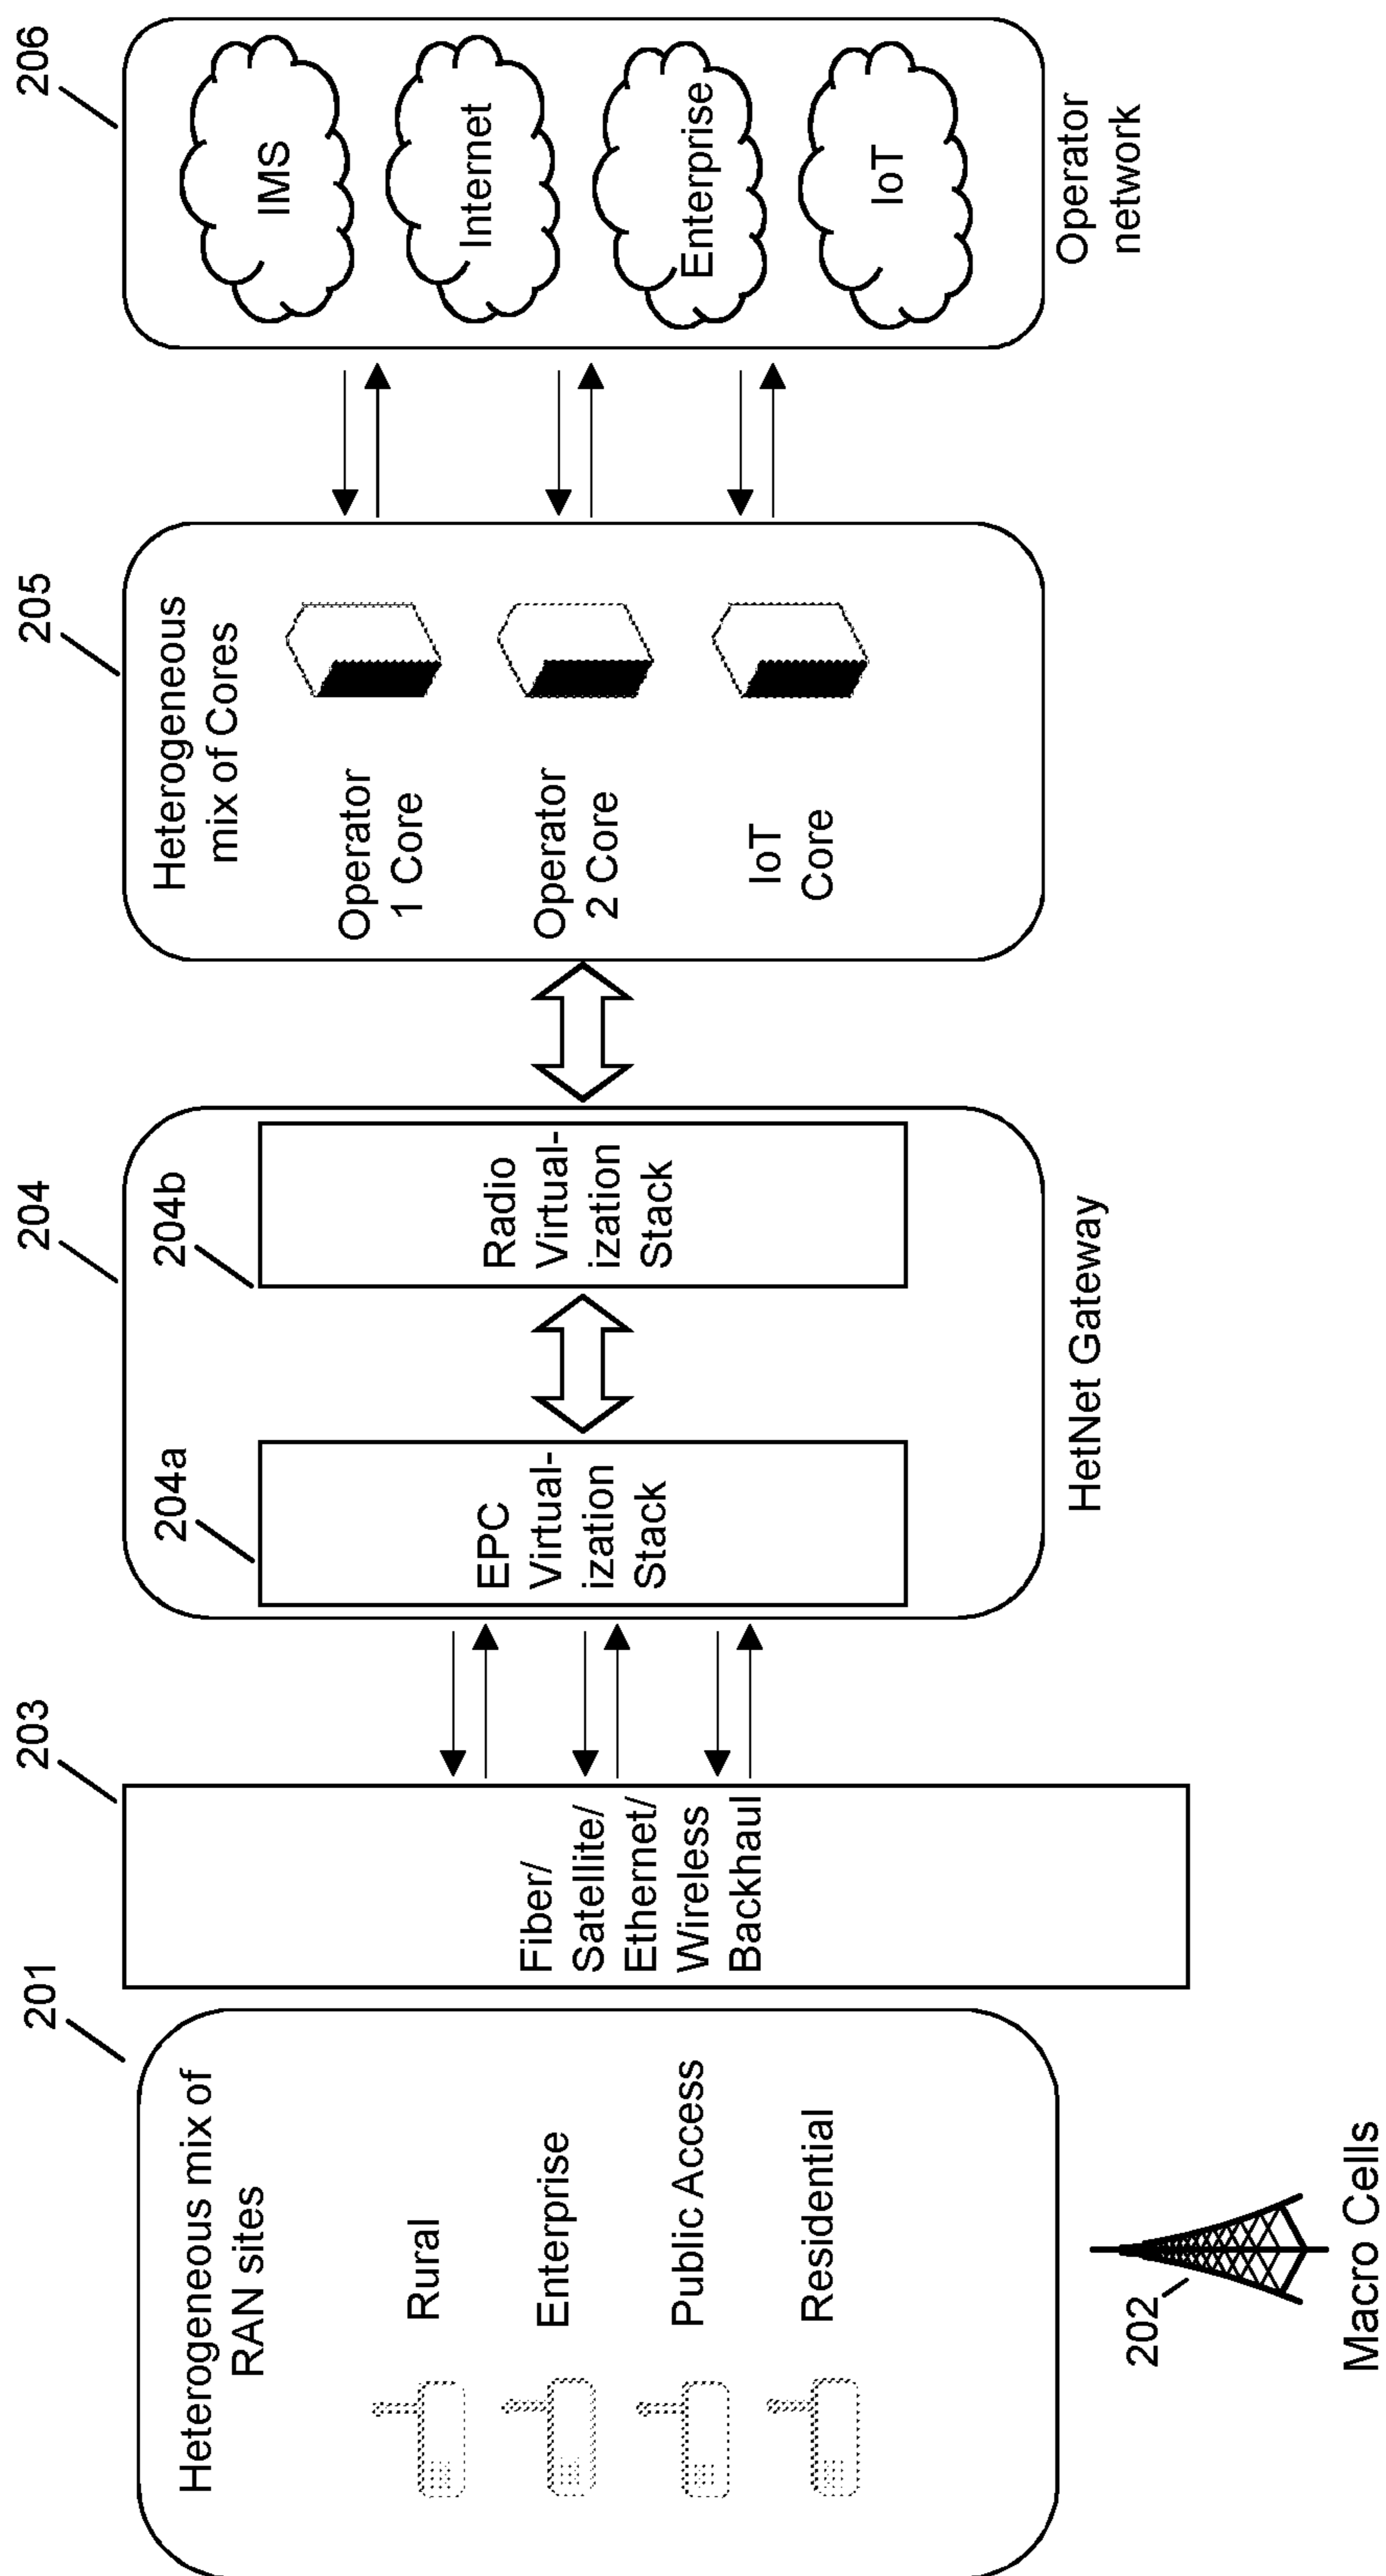 201
Heterogeneous mix of
RAN sites
Rural
Enterprise
Public Access
Residential
202
Macro Cells
203
Fiber/
Satellite/
Ethernet/
Wireless
Backhaul
204
204a
EPC
Virtual-
ization
Stack
204b
Radio
Virtual-
ization
Stack
HetNet Gateway
205
Heterogeneous
mix of Cores
Operator
1 Core
Operator
2 Core
IoT
Core
206
IMS
Internet
Enterprise
IoT
Operator
network